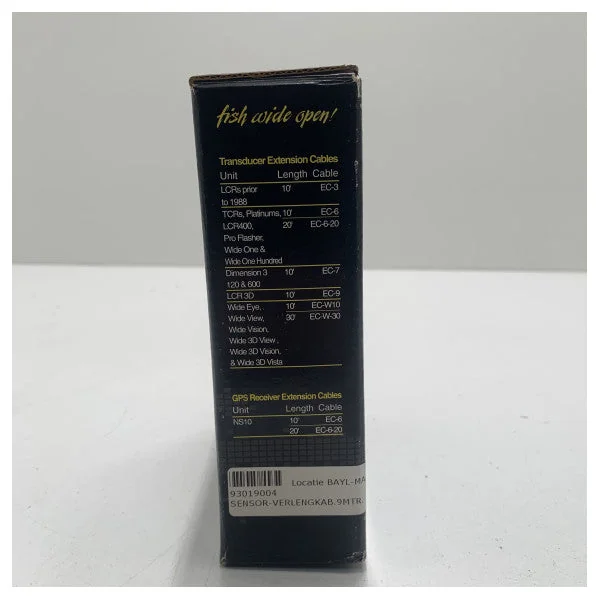 fish wide open!
Transducer Extension Cables
Unit Length Cable
LCRs prior 10' EC-3
to 1988
TCRs, Platinums, 10' EC-6
LCR400, 20' EC-6-20
Pro Flasher,
Wide One &
Wide One Hundred
Dimension 3 10' EC-7
120 & 600
LCR 3D 10' EC-9
Wide Eye, 10' EC-W10
Wide View, 30' EC-W-30
Wide Vision,
Wide 3D View,
Wide 3D Vision,
& Wide 3D Vista
GPS Receiver Extension Cables
Unit Length Cable
NS10 10' EC-6
20' EC-6-20
Locatie BAYL-MA
93019004
SENSOR-VERLENGKAB.9MTR.